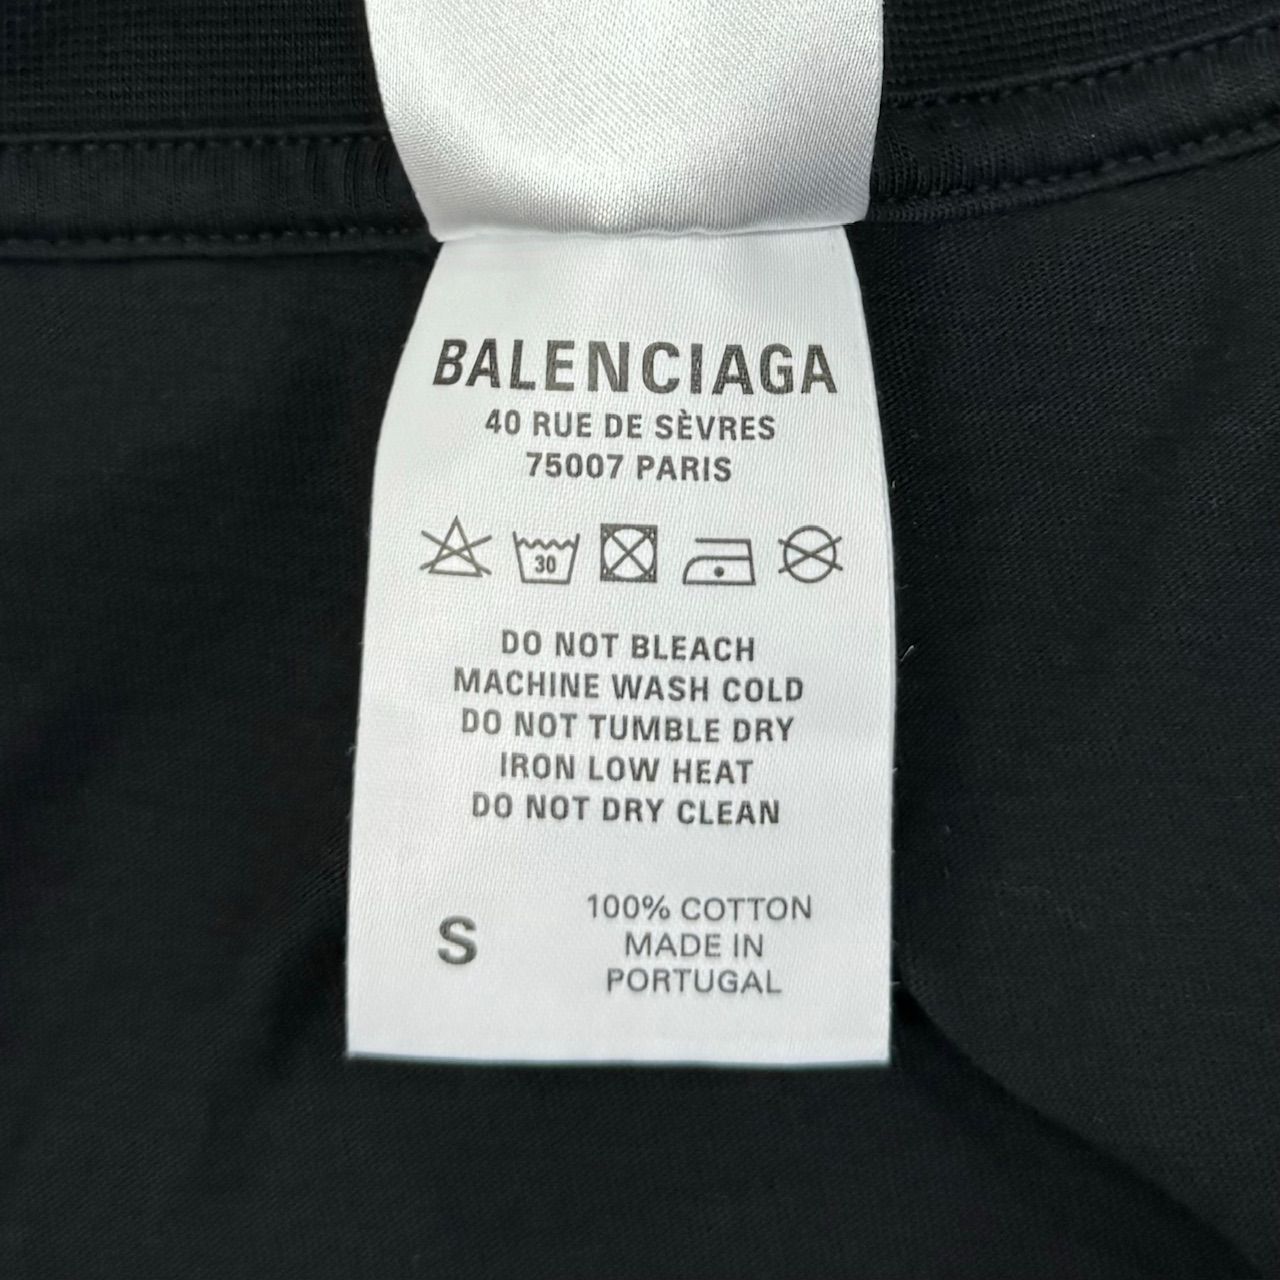 BALENCIAGA
40 RUE DE SÈVRES
75007 PARIS
30
DO NOT BLEACH
MACHINE WASH COLD
DO NOT TUMBLE DRY
IRON LOW HEAT
DO NOT DRY CLEAN
S
100% COTTON
MADE IN
PORTUGAL